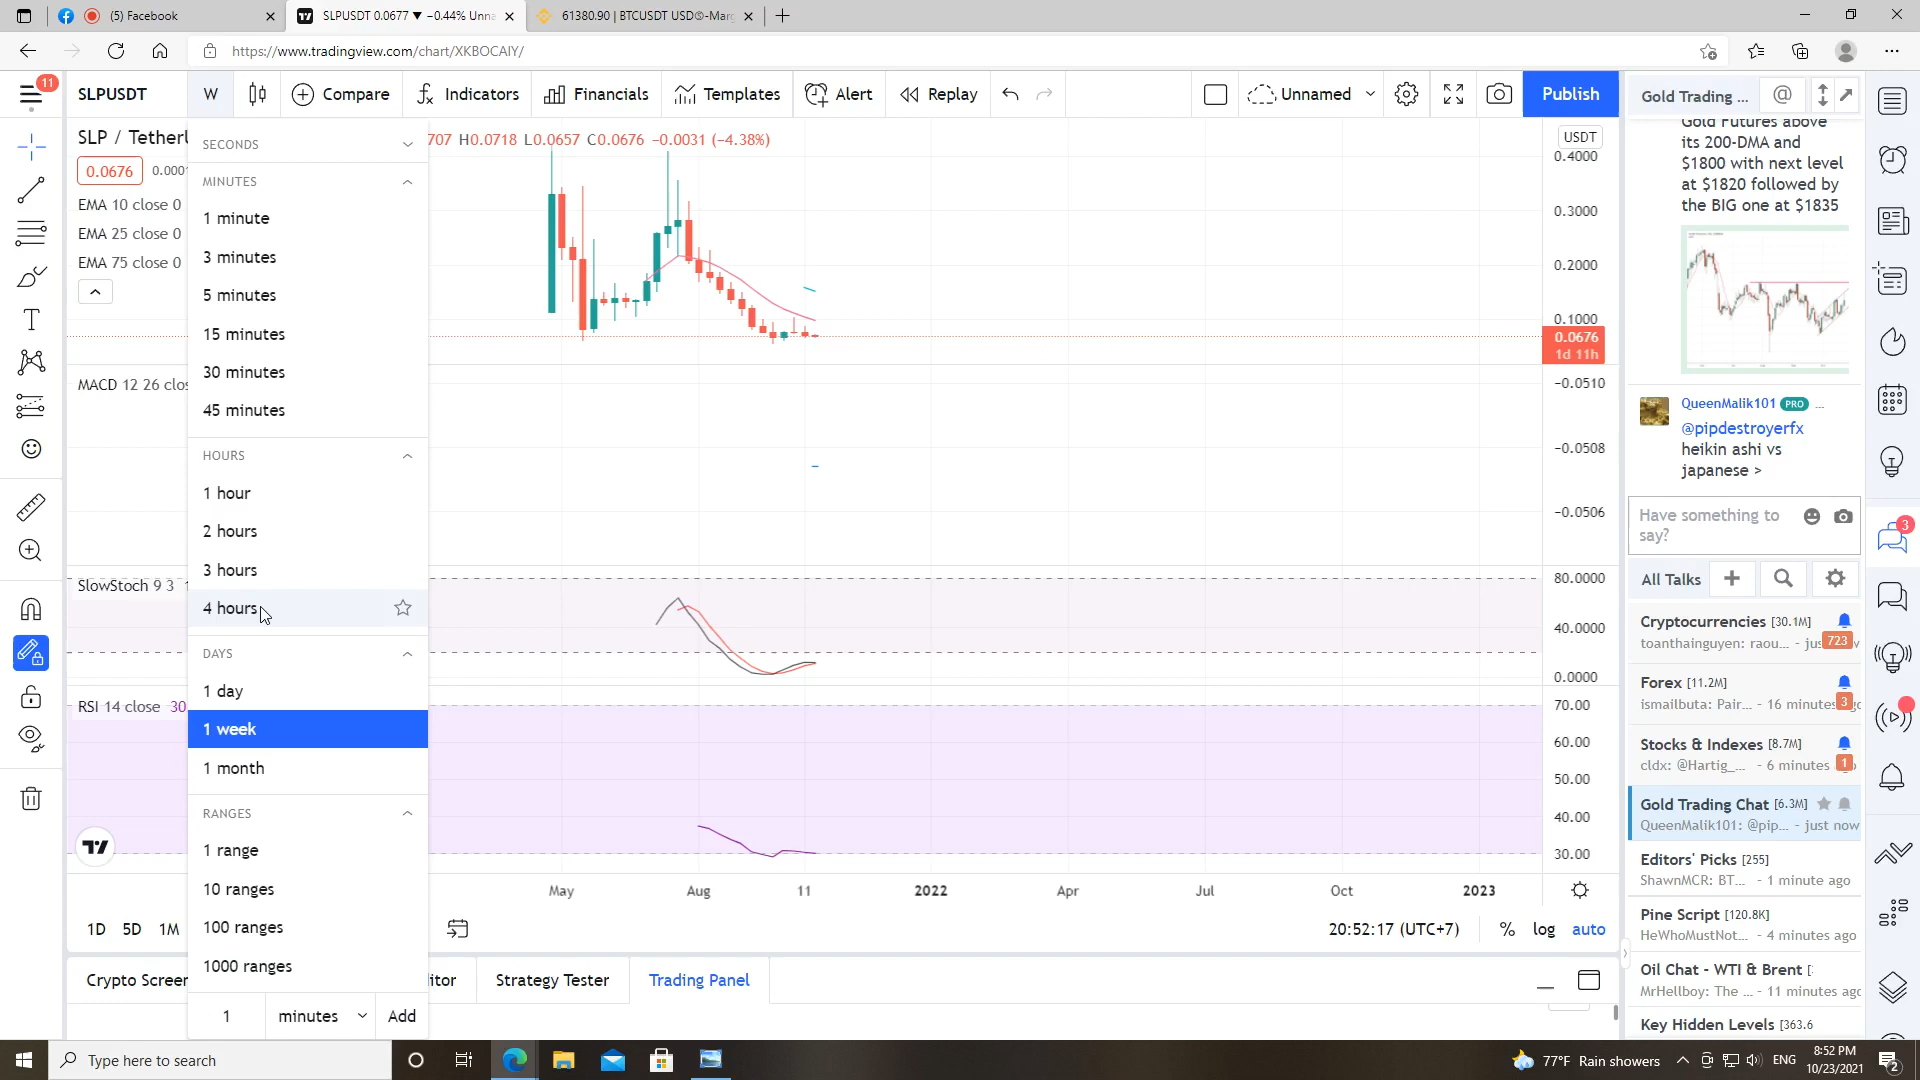 (5) Facebook
SLPUSDT 0.0677 ▼ −0.44% Unna
61380.90 | BTCUSDT USD©-Marg
https://www.tradingview.com/chart/XKBOCAIY/
11
SLPUSDT
W
Compare
Indicators
Financials
Templates
Alert
Replay
Unnamed
Publish
SLP / Tether
707 H0.0718 L0.0657 C0.0676 −0.0031 (−4.38%)
0.0676
0.000
EMA 10 close 0
EMA 25 close 0
EMA 75 close 0
MACD 12 26 clos
SlowStoch 9 3 1
RSI 14 close 30
SECONDS
MINUTES
1 minute
3 minutes
5 minutes
15 minutes
30 minutes
45 minutes
HOURS
1 hour
2 hours
3 hours
4 hours
DAYS
1 day
1 week
1 month
RANGES
1 range
10 ranges
100 ranges
1000 ranges
1 minutes Add
USDT
0.4000
0.3000
0.2000
0.1000
0.0676
1d 11h
−0.0510
−0.0508
−0.0506
80.0000
40.0000
0.0000
70.00
60.00
50.00
40.00
30.00
May Aug 11 2022 Apr Jul Oct 2023
1D 5D 1M
20:52:17 (UTC+7) % log auto
Crypto Screen
itor
Strategy Tester
Trading Panel
Gold Trading ...
@
Gold Futures above
its 200-DMA and
$1800 with next level
at $1820 followed by
the BIG one at $1835
QueenMalik101 PRO ...
@pipdestroyerfx
heikin ashi vs
japanese >
Have something to
say?
3
All Talks
Cryptocurrencies [30.1M]
toanthainguyen: raou... - jus 723
Forex [11.2M]
ismailbuta: Pair... - 16 minutes ago 3
Stocks & Indexes [8.7M]
cldx: @Hartig_... - 6 minutes 1
Gold Trading Chat [6.3M]
QueenMalik101: @pip... - just now
Editors' Picks [255]
ShawnMCR: BT... - 1 minute ago
Pine Script [120.8K]
HeWhoMustNot... - 4 minutes ago
Oil Chat - WTI & Brent [
MrHellboy: The ... - 11 minutes ago
Key Hidden Levels [363.6
Type here to search
77°F Rain showers
ENG
8:52 PM
10/23/2021
2